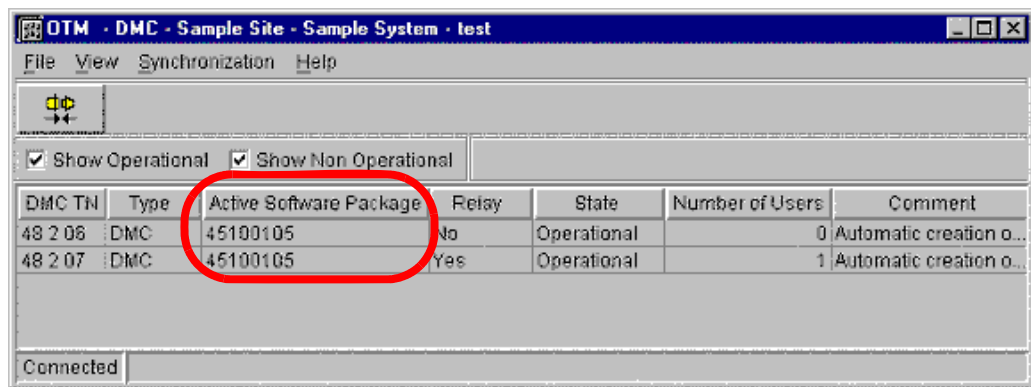 OTM - DMC - Sample Site - Sample System - test
File View Synchronization Help
Show Operational Show Non Operational
DMC TN Type Active Software Package Relay State Number of Users Comment
48 2 06 DMC 45100105 No Operational 0 Automatic creation o...
48 2 07 DMC 45100105 Yes Operational 1 Automatic creation o...
Connected